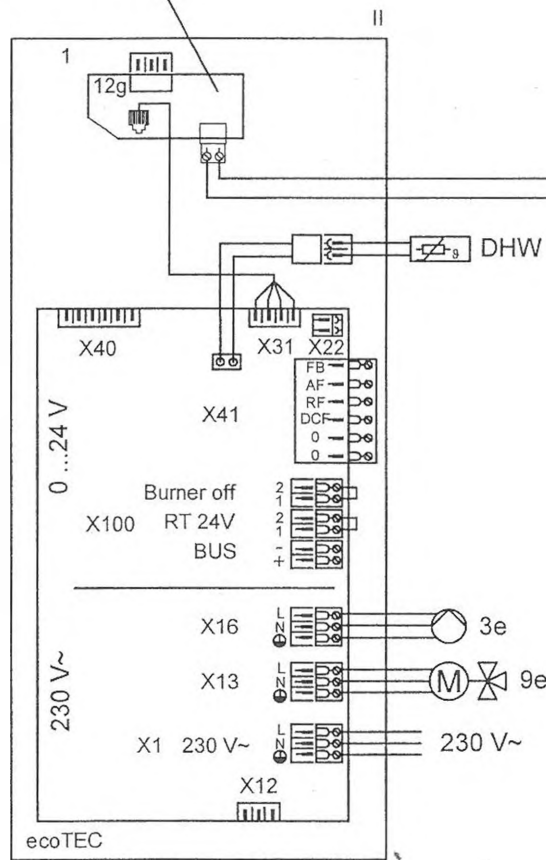 II
1
12g
DHW
X40
X31
X22
X41
FB
AF
RF
DCF
0
0
0 ...24 V
Burner off 2
1
X100 RT 24V 2
1
BUS -
+
X16 L
N
3e
X13 L
N
M
9e
230 V~
X1 230 V~ L
N
230 V~
X12
ecoTEC